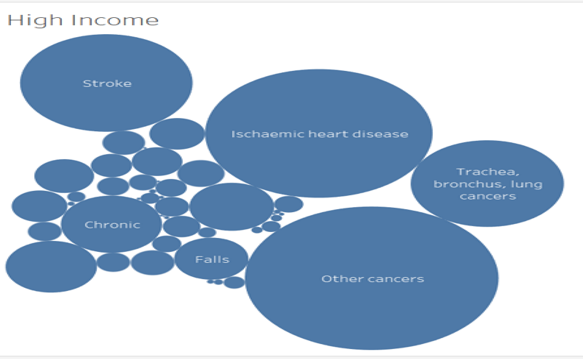 High Income
Stroke
Ischaemic heart disease
Trachea,
bronchus, lung
cancers
Chronic
Falls
Other cancers